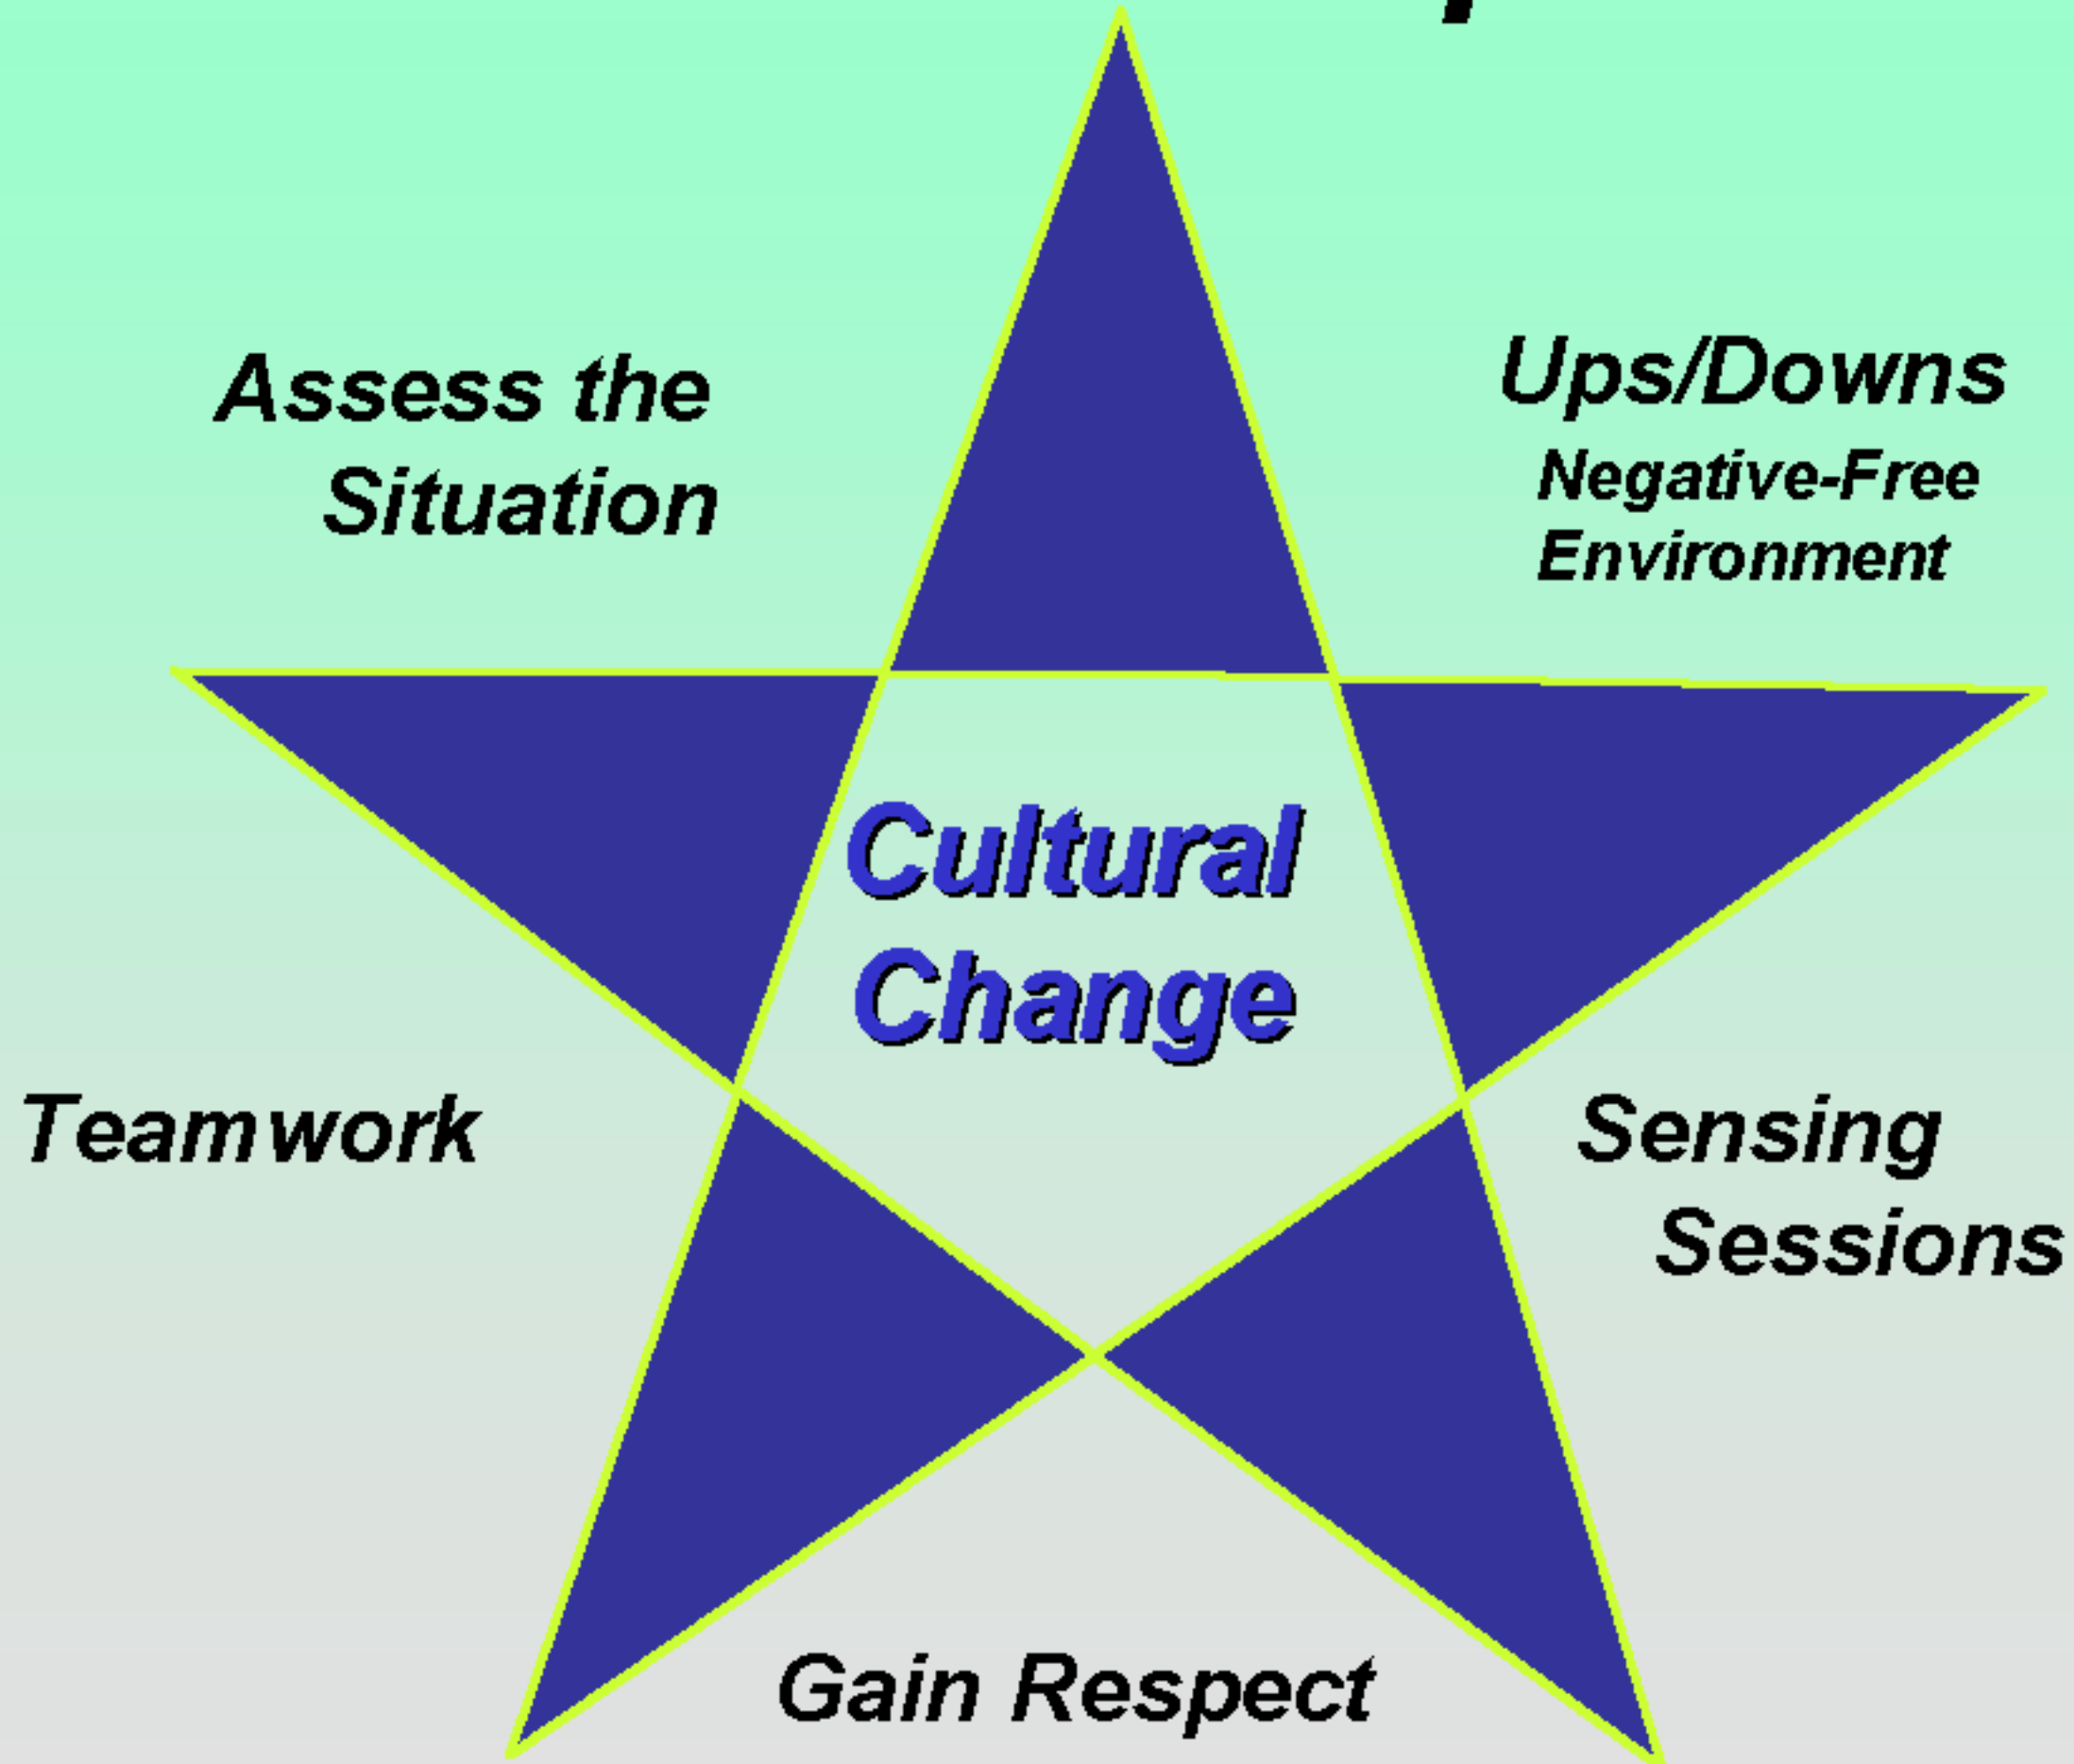 Assess the
Situation
Ups/Downs
Negative-Free
Environment
Cultural
Change
Teamwork
Sensing
Sessions
Gain Respect